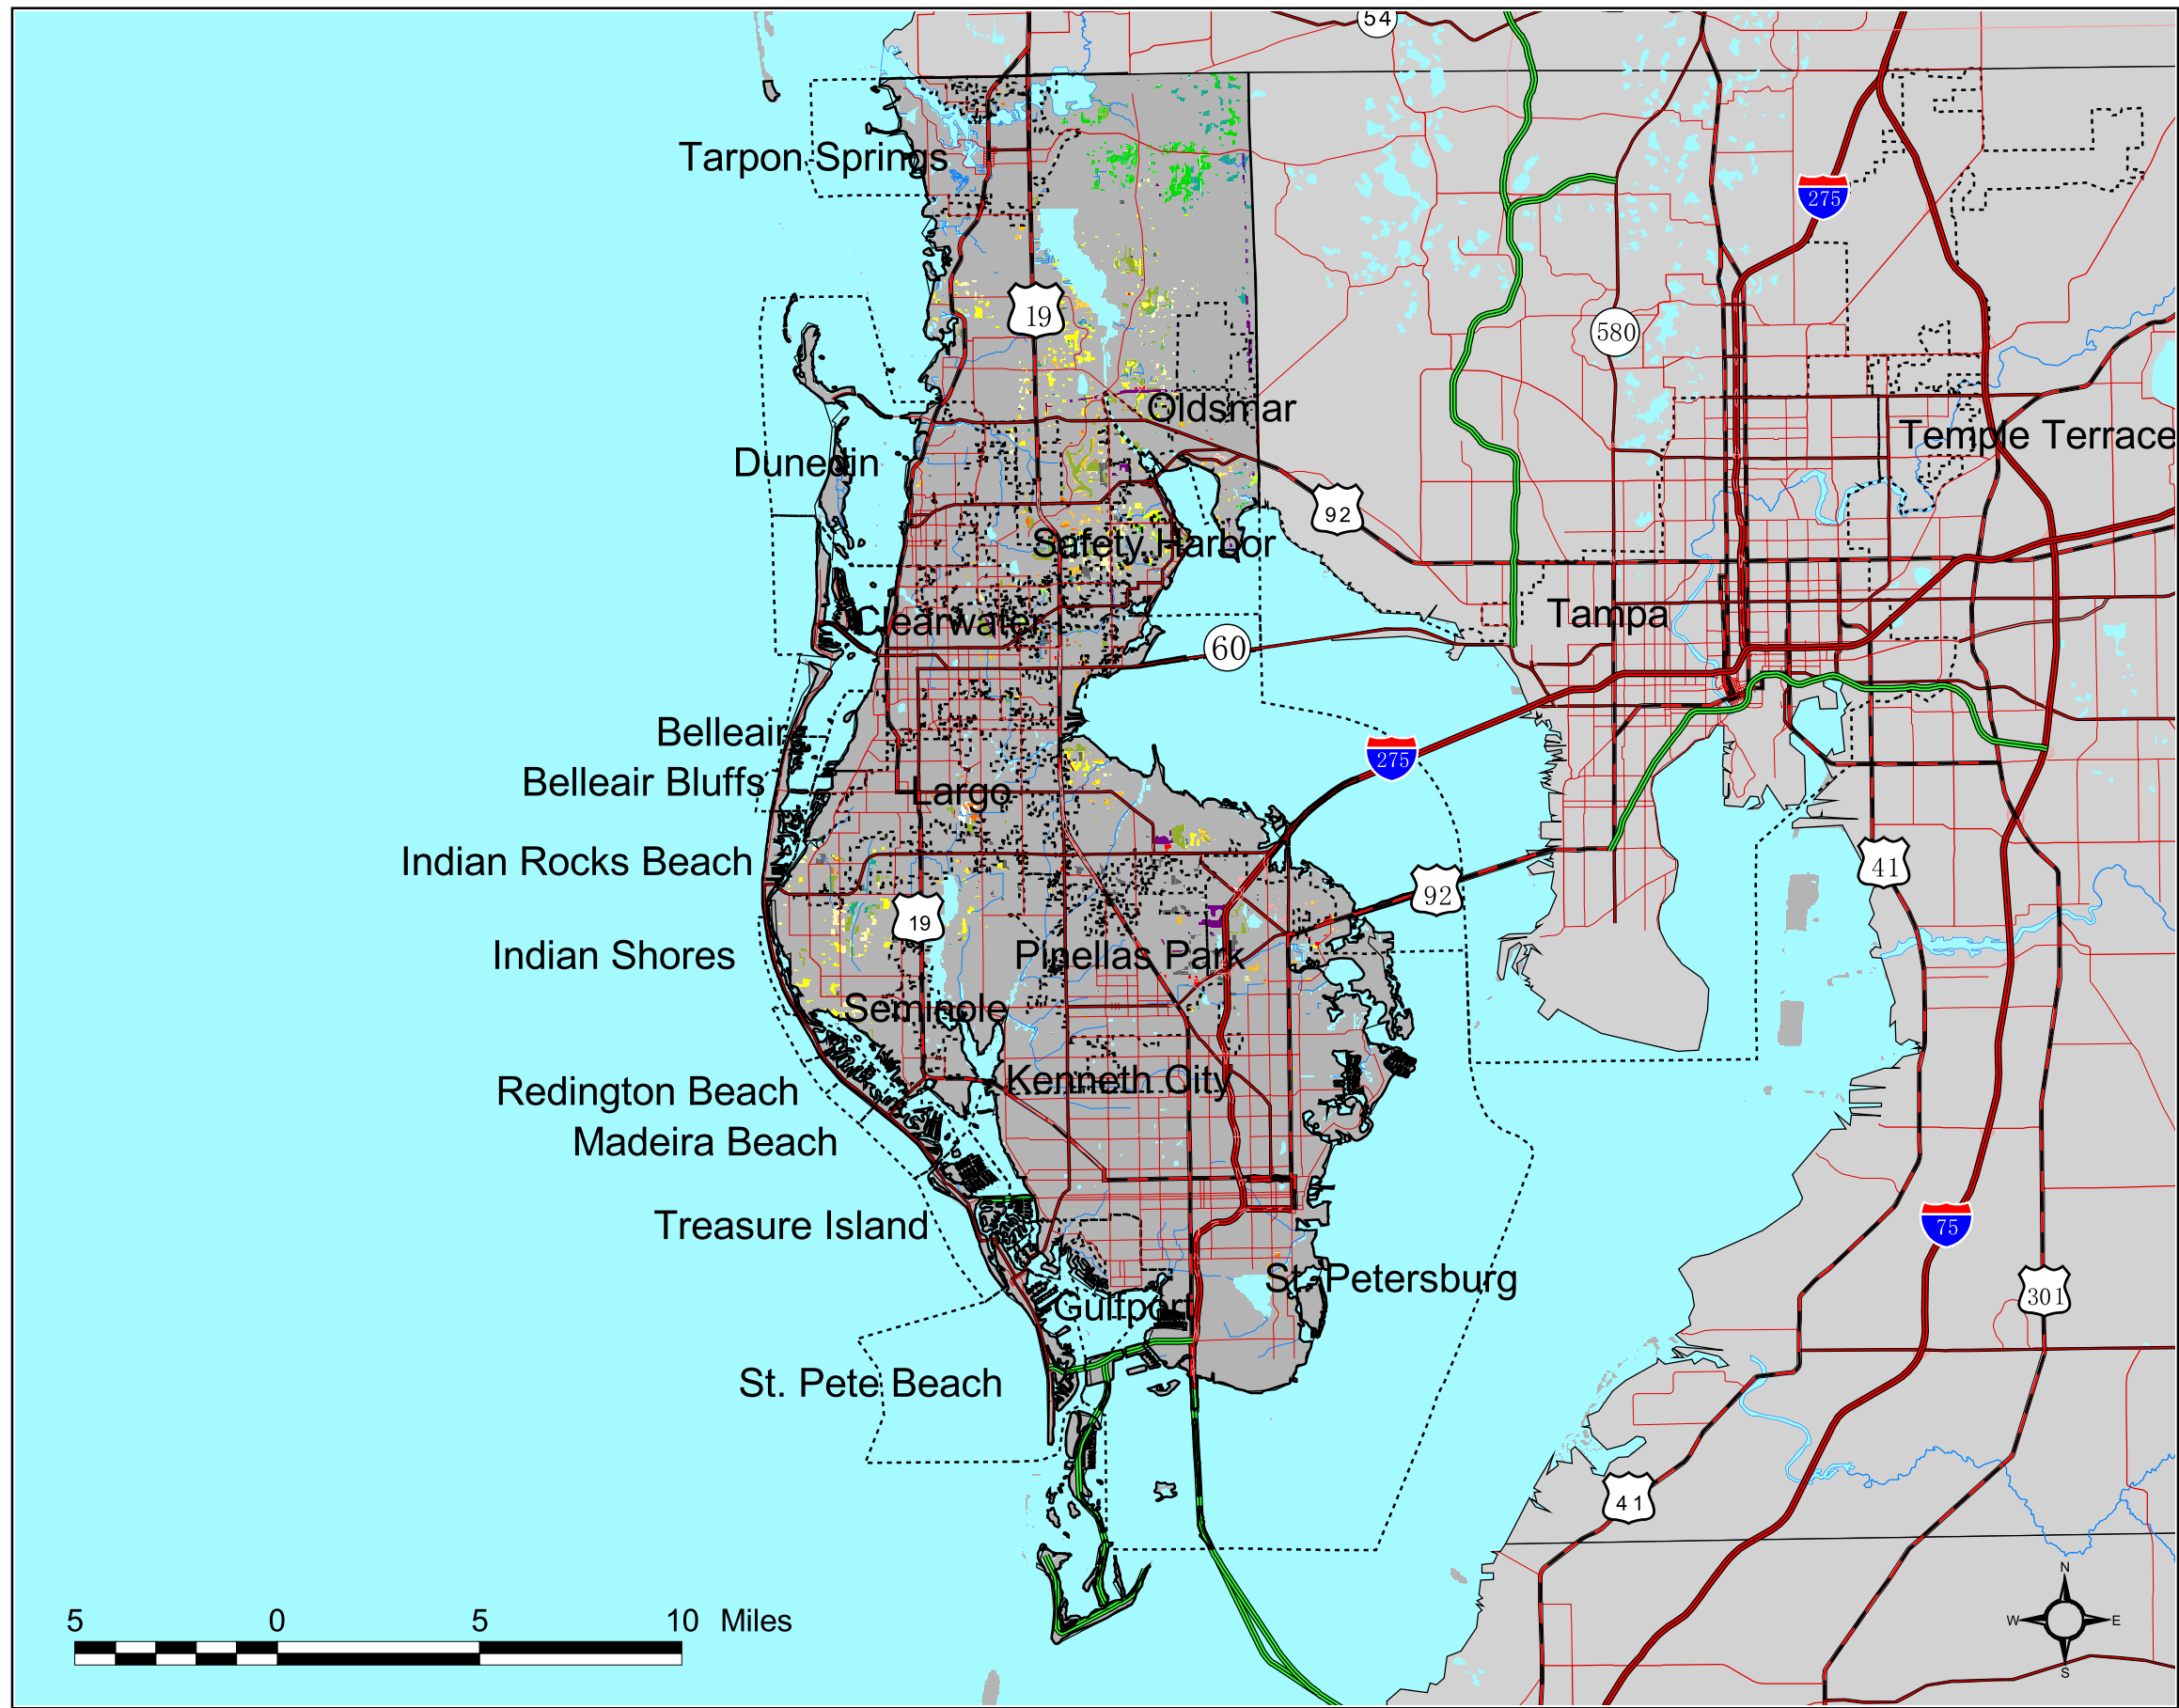 54
Tarpon Springs
275
19
580
Oldsmar
Temple Terrace
Dunedin
92
Safety Harbor
Tampa
Clearwater
60
Belleair
275
Belleair Bluffs
Largo
Indian Rocks Beach
41
92
19
Indian Shores
Pinellas Park
Seminole
Kenneth City
Redington Beach
Madeira Beach
Treasure Island
75
St. Petersburg
301
Gulfport
St. Pete Beach
41
N
W E
S
5 0 5 10 Miles